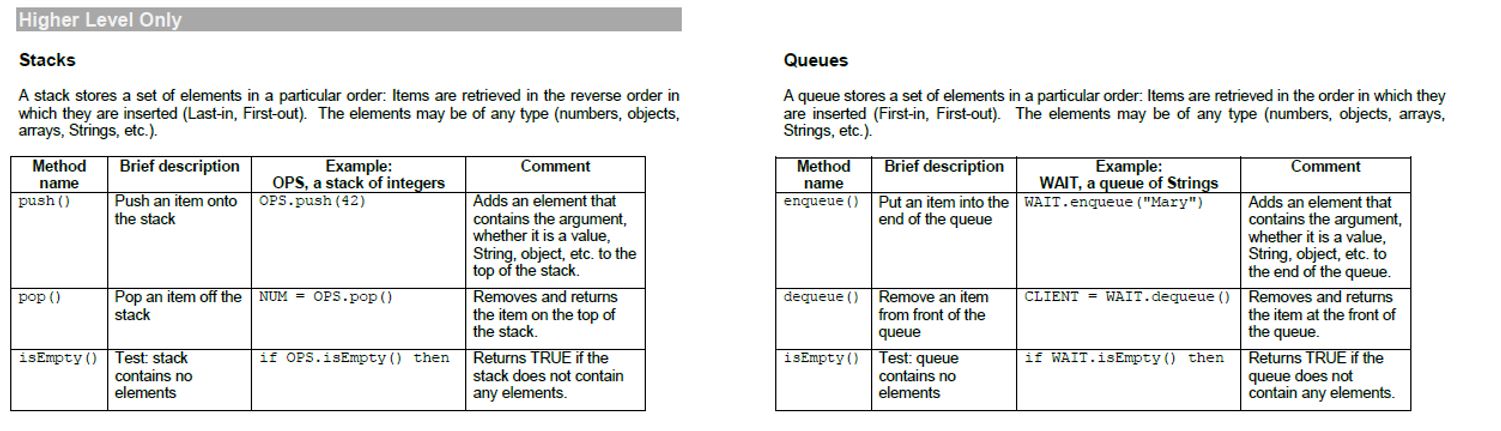 Higher Level Only
Stacks
A stack stores a set of elements in a particular order: Items are retrieved in the reverse order in
which they are inserted (Last-in, First-out). The elements may be of any type (numbers, objects,
arrays, Strings, etc.).
Method name Brief description Example: OPS, a stack of integers Comment
push() Push an item onto the stack OPS.push(42) Adds an element that contains the argument, whether it is a value, String, object, etc. to the top of the stack.
pop() Pop an item off the stack NUM = OPS.pop() Removes and returns the item on the top of the stack.
isEmpty() Test: stack contains no elements if OPS.isEmpty() then Returns TRUE if the stack does not contain any elements.
Queues
A queue stores a set of elements in a particular order: Items are retrieved in the order in which they
are inserted (First-in, First-out). The elements may be of any type (numbers, objects, arrays,
Strings, etc.).
Method name Brief description Example: WAIT, a queue of Strings Comment
enqueue() Put an item into the end of the queue WAIT.enqueue("Mary") Adds an element that contains the argument, whether it is a value, String, object, etc. to the end of the queue.
dequeue() Remove an item from front of the queue CLIENT = WAIT.dequeue() Removes and returns the item at the front of the queue.
isEmpty() Test: queue contains no elements if WAIT.isEmpty() then Returns TRUE if the queue does not contain any elements.